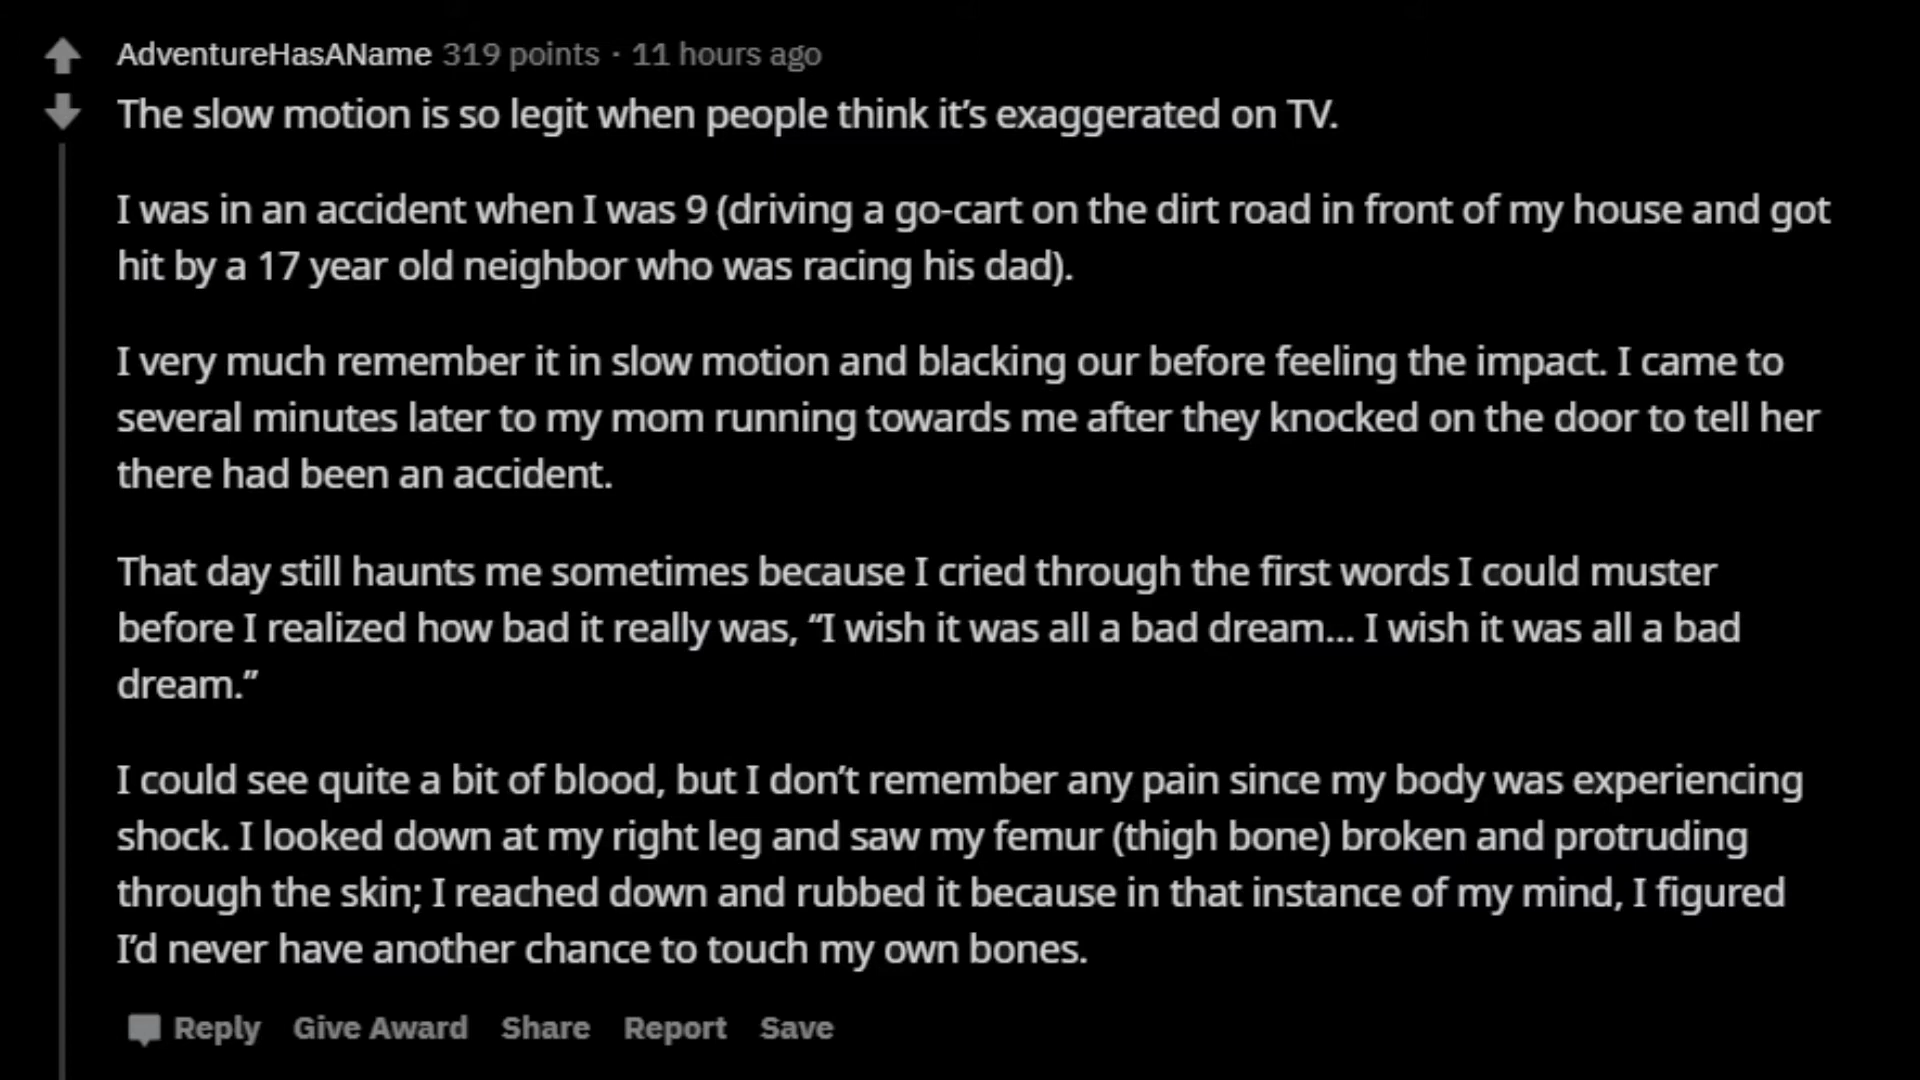 AdventureHasAName 319 points · 11 hours ago
The slow motion is so legit when people think it’s exaggerated on TV.
I was in an accident when I was 9 (driving a go-cart on the dirt road in front of my house and got
hit by a 17 year old neighbor who was racing his dad).
I very much remember it in slow motion and blacking our before feeling the impact. I came to
several minutes later to my mom running towards me after they knocked on the door to tell her
there had been an accident.
That day still haunts me sometimes because I cried through the first words I could muster
before I realized how bad it really was, “I wish it was all a bad dream... I wish it was all a bad
dream.”
I could see quite a bit of blood, but I don’t remember any pain since my body was experiencing
shock. I looked down at my right leg and saw my femur (thigh bone) broken and protruding
through the skin; I reached down and rubbed it because in that instance of my mind, I figured
I’d never have another chance to touch my own bones.
Reply Give Award Share Report Save